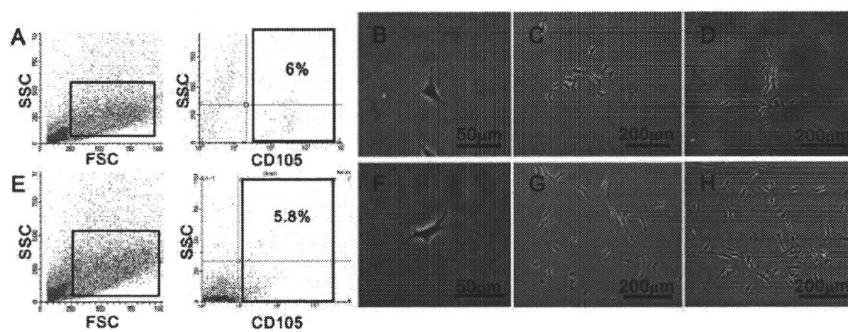 A
SSC
FSC
SSC
6%
CD105
B
50µm
C
200µm
D
200µm
E
SSC
FSC
SSC
5.8%
CD105
F
50µm
G
200µm
H
200µm